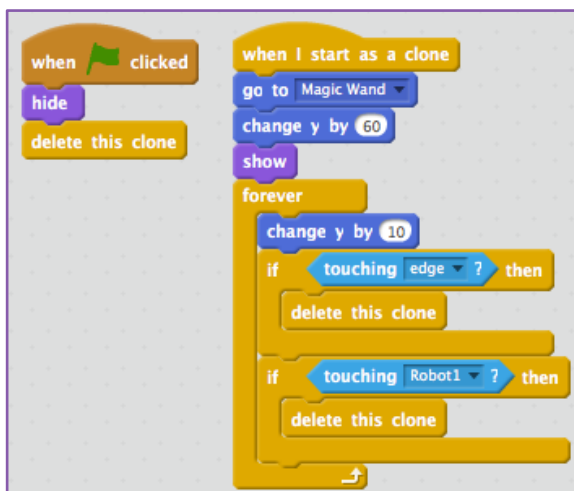 when clicked
hide
delete this clone
when I start as a clone
go to Magic Wand
change y by 60
show
forever
change y by 10
if touching edge ? then
delete this clone
if touching Robot1 ? then
delete this clone